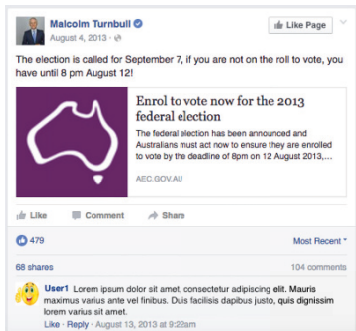 Malcolm Turnbull
Like Page
August 4, 2013 ·
The election is called for September 7, if you are not on the roll to vote, you
have until 8 pm August 12!
Enrol to vote now for the 2013
federal election
The federal election has been announced and
Australians must act now to ensure they are enrolled
to vote by the deadline of 8pm on 12 August 2013,...
AEC.GOV.AU
Like Comment Share
479 Most Recent
68 shares 104 comments
User1 Lorem ipsum dolor sit amet consectetur adipiscing elit. Mauris
maximus varius ante vel finibus. Duis facilisis dapibus justo, quis dignissim
lorem varius sit amet.
Like · Reply · August 13, 2013 at 9:22am